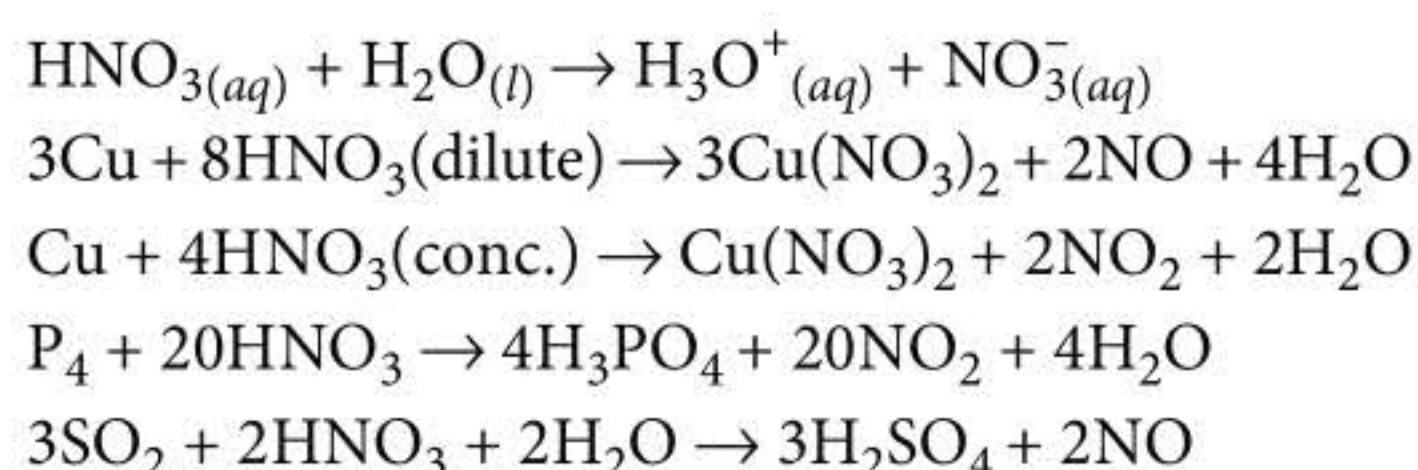 HNO₃₍aq₎ + H₂O₍l₎ → H₃O⁺₍aq₎ + NO₃⁻₍aq₎
3Cu + 8HNO₃(dilute) → 3Cu(NO₃)₂ + 2NO + 4H₂O
Cu + 4HNO₃(conc.) → Cu(NO₃)₂ + 2NO₂ + 2H₂O
P₄ + 20HNO₃ → 4H₃PO₄ + 20NO₂ + 4H₂O
3SO₂ + 2HNO₃ + 2H₂O → 3H₂SO₄ + 2NO